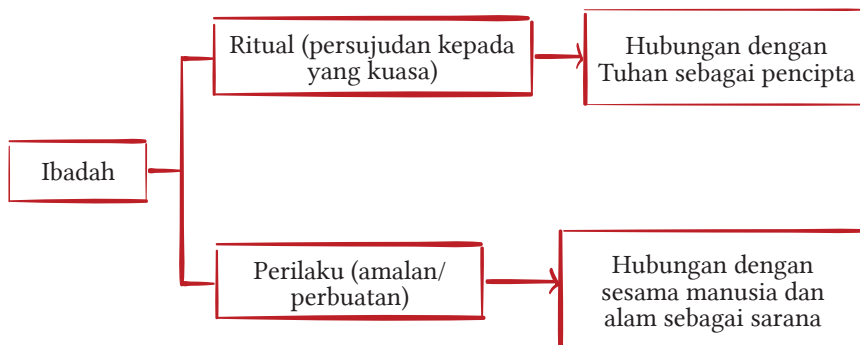 Ritual (persujudan kepada
yang kuasa)
Hubungan dengan
Tuhan sebagai pencipta
Ibadah
Perilaku (amalan/
perbuatan)
Hubungan dengan
sesama manusia dan
alam sebagai sarana